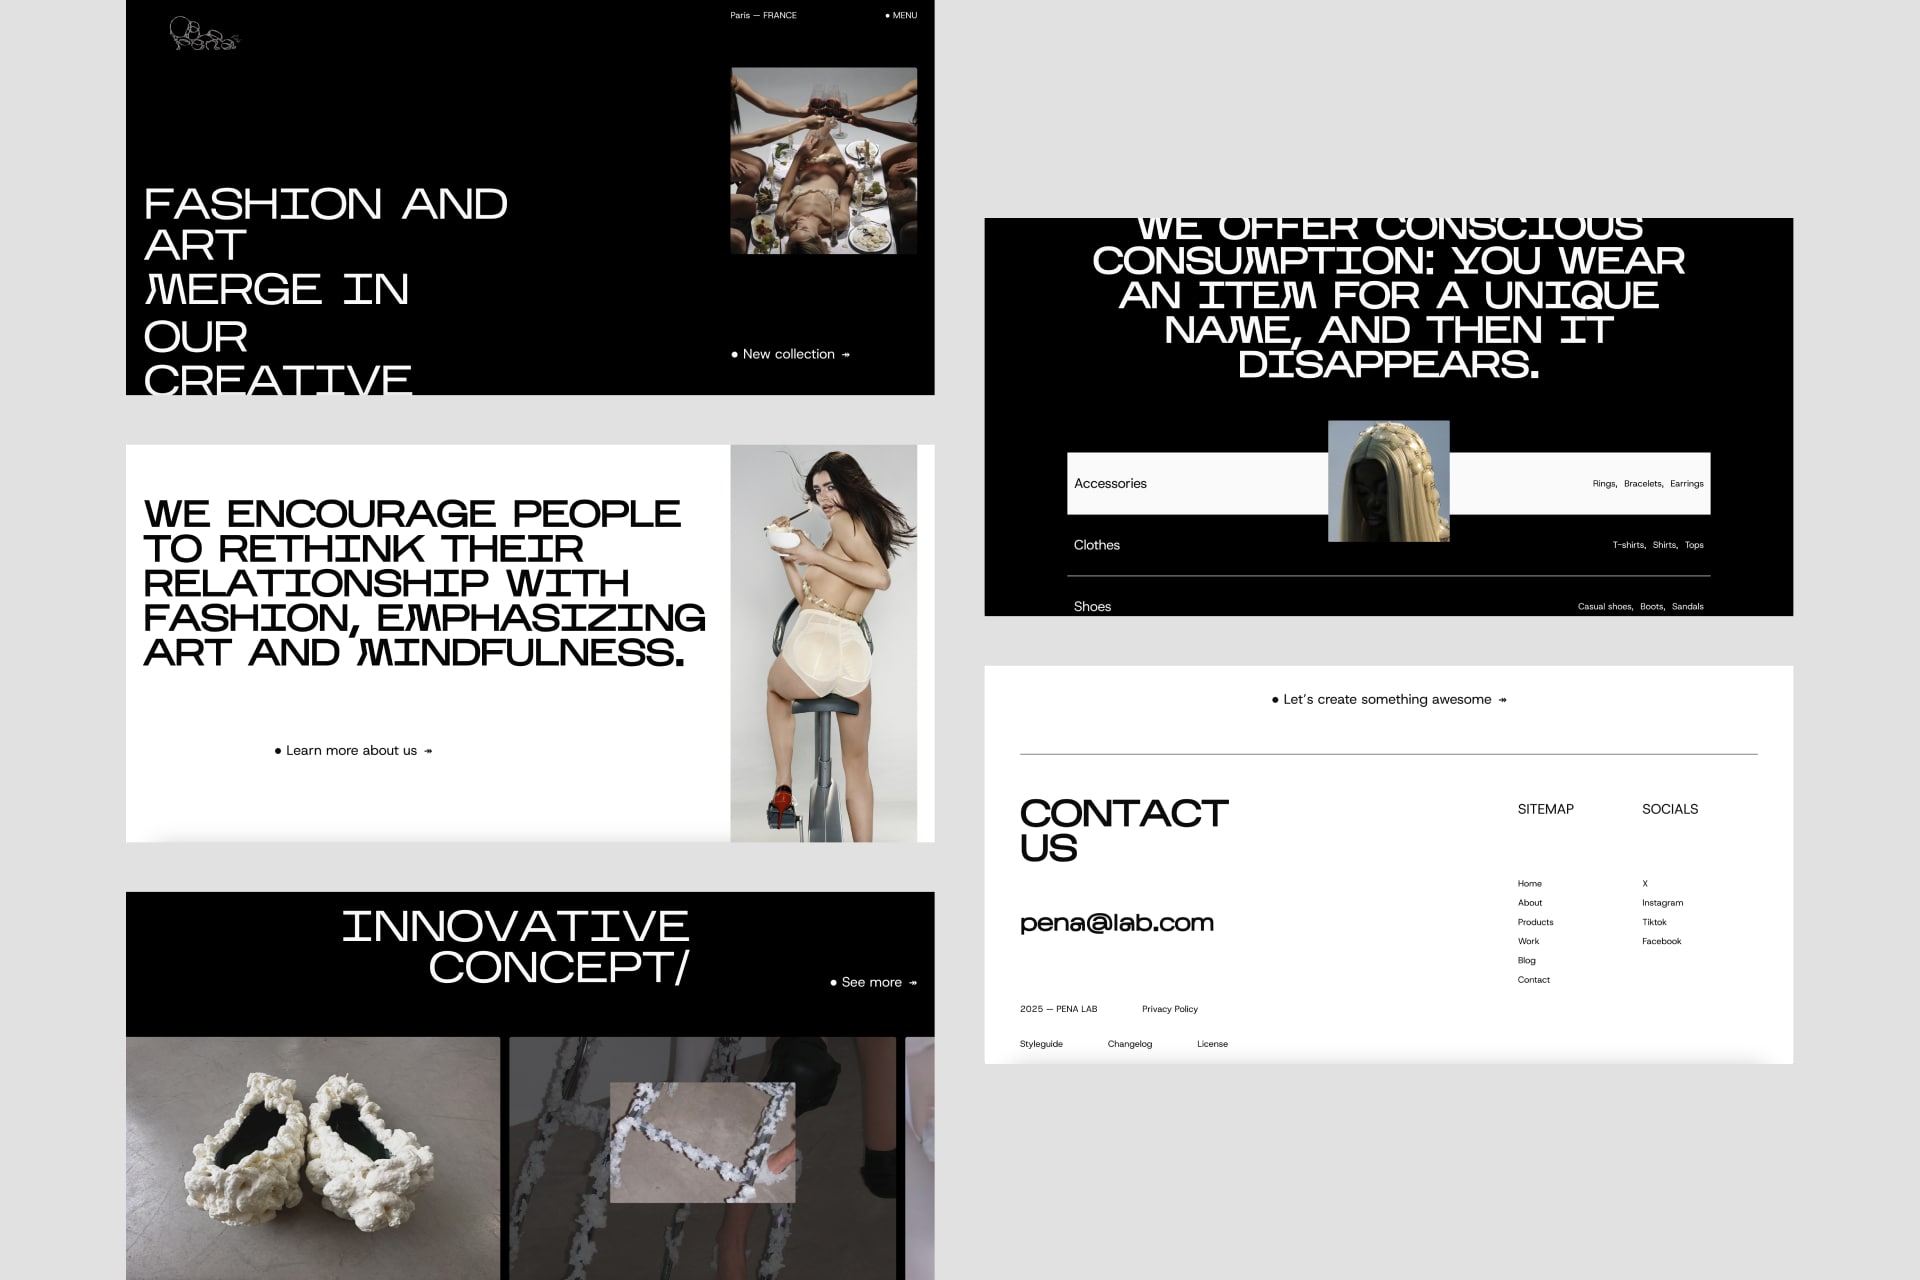 Pena
Paris — FRANCE
● MENU
FASHION AND
ART
MERGE IN
OUR
CREATIVE
● New collection ↠
WE ENCOURAGE PEOPLE
TO RETHINK THEIR
RELATIONSHIP WITH
FASHION, EMPHASIZING
ART AND MINDFULNESS.
● Learn more about us ↠
INNOVATIVE
CONCEPT/
● See more ↠
WE OFFER CONSCIOUS
CONSUMPTION: YOU WEAR
AN ITEM FOR A UNIQUE
NAME, AND THEN IT
DISAPPEARS.
Accessories
Rings, Bracelets, Earrings
Clothes
T-shirts, Shirts, Tops
Shoes
Casual shoes, Boots, Sandals
● Let's create something awesome ↠
CONTACT
US
pena@lab.com
2025 — PENA LAB
Privacy Policy
Styleguide
Changelog
License
SITEMAP
Home
About
Products
Work
Blog
Contact
SOCIALS
X
Instagram
Tiktok
Facebook